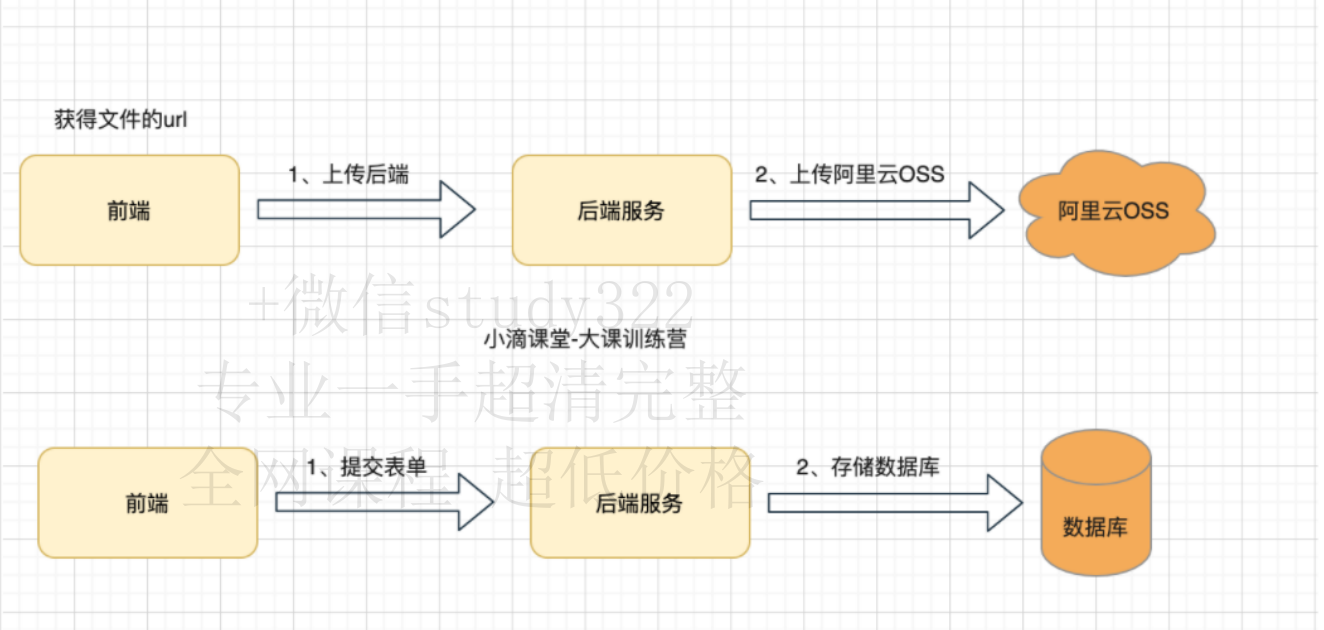 获得文件的url
前端
1、上传后端
后端服务
2、上传阿里云OSS
阿里云OSS
+微信study322
小滴课堂-大课训练营
专业一手超清完整
全网课程 超低价格
前端
1、提交表单
后端服务
2、存储数据库
数据库